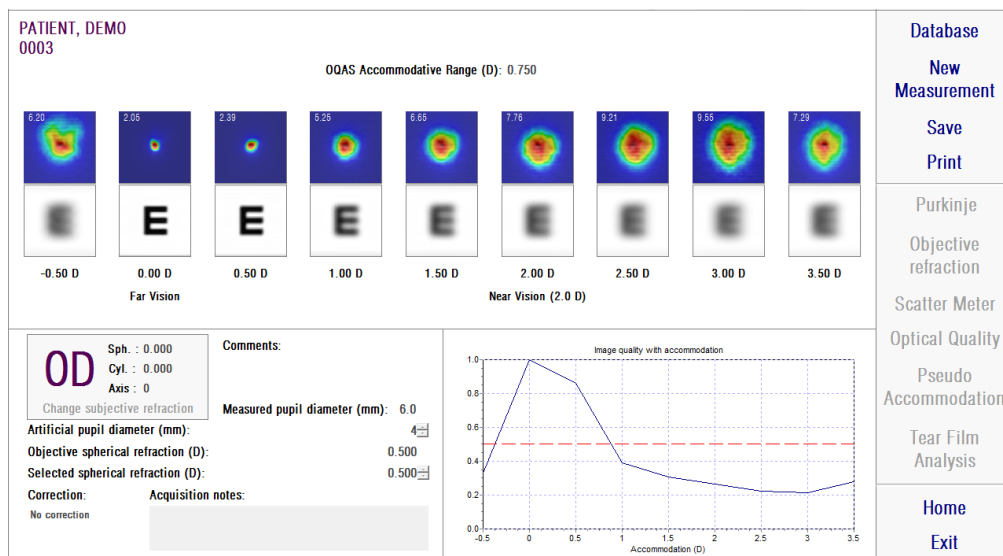 PATIENT, DEMO
0003
OQAS Accommodative Range (D): 0.750
6.20 2.05 2.39 5.25 6.65 7.76 9.21 9.55 7.29
E E E E E E E E E
-0.50 D 0.00 D 0.50 D 1.00 D 1.50 D 2.00 D 2.50 D 3.00 D 3.50 D
Far Vision Near Vision (2.0 D)
OD
Sph. : 0.000
Cyl. : 0.000
Axis : 0
Change subjective refraction
Comments:
Measured pupil diameter (mm): 6.0
Artificial pupil diameter (mm): 4
Objective spherical refraction (D): 0.500
Selected spherical refraction (D): 0.500
Correction: Acquisition notes:
No correction
Image quality with accommodation
1.0
0.8
0.6
0.4
0.2
0.0
-0.5 0 0.5 1 1.5 2 2.5 3 3.5
Accommodation (D)
Database
New
Measurement
Save
Print
Purkinje
Objective
refraction
Scatter Meter
Optical Quality
Pseudo
Accommodation
Tear Film
Analysis
Home
Exit